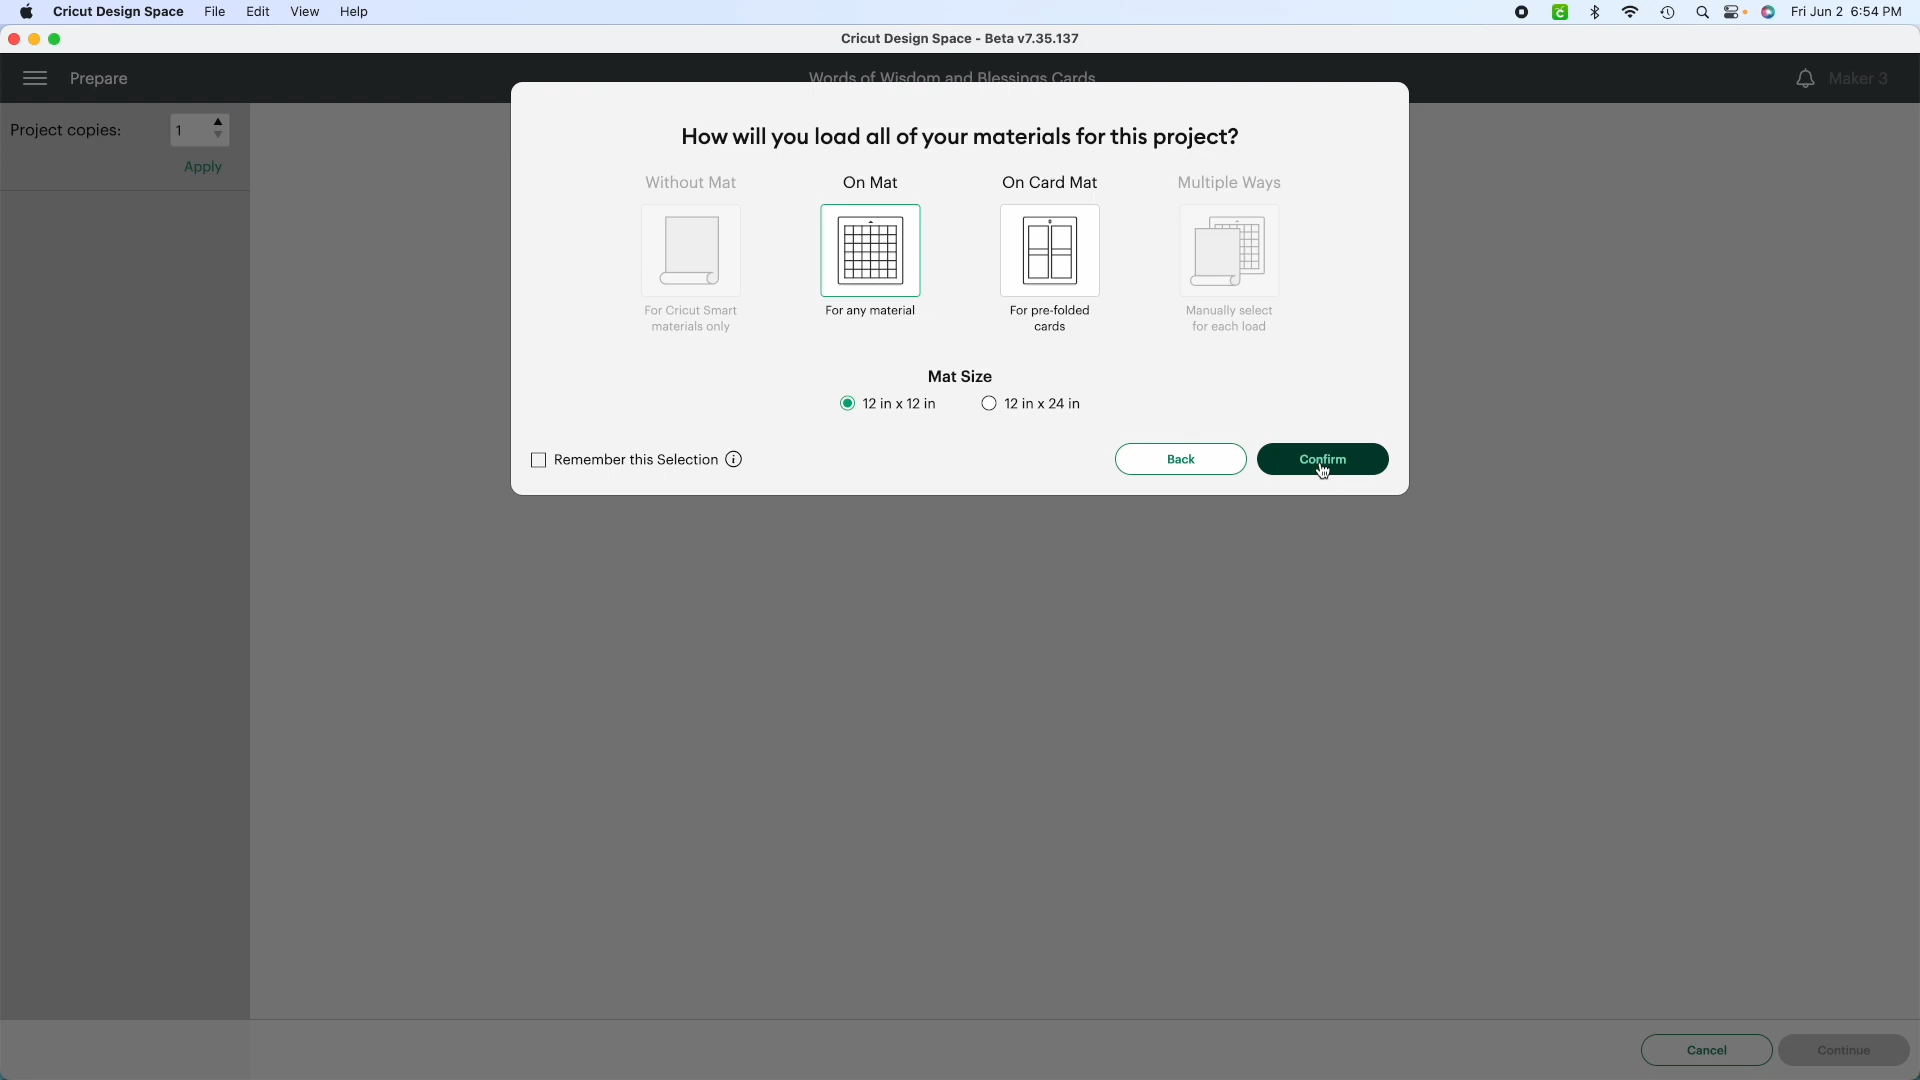 Cricut Design Space File Edit View Help Fri Jun 2 6:54 PM
Cricut Design Space - Beta v7.35.137
Prepare Words of Wisdom and Blessings Cards Maker 3
Project copies: 1
Apply
How will you load all of your materials for this project?
Without Mat On Mat On Card Mat Multiple Ways
For Cricut Smart For any material For pre-folded Manually select
materials only cards for each load
Mat Size
12 in x 12 in 12 in x 24 in
Remember this Selection Back Confirm
Cancel Continue